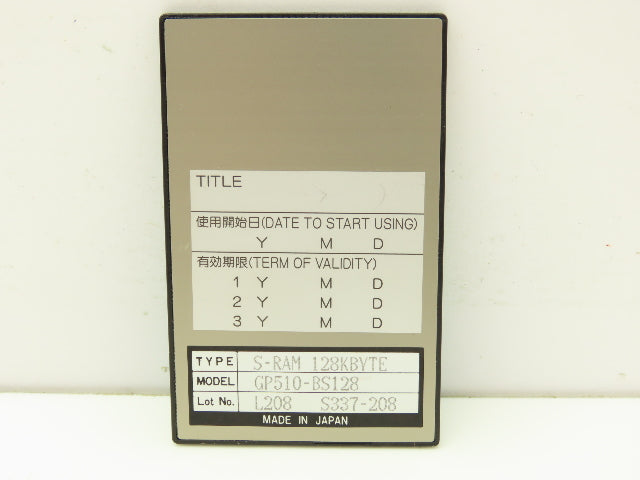 TITLE
使用開始日(DATE TO START USING)
Y M D
有効期限(TERM OF VALIDITY)
1 Y M D
2 Y M D
3 Y M D
TYPE S-RAM 128KBYTE
MODEL GP510-BS128
Lot No. L208 S337-208
MADE IN JAPAN